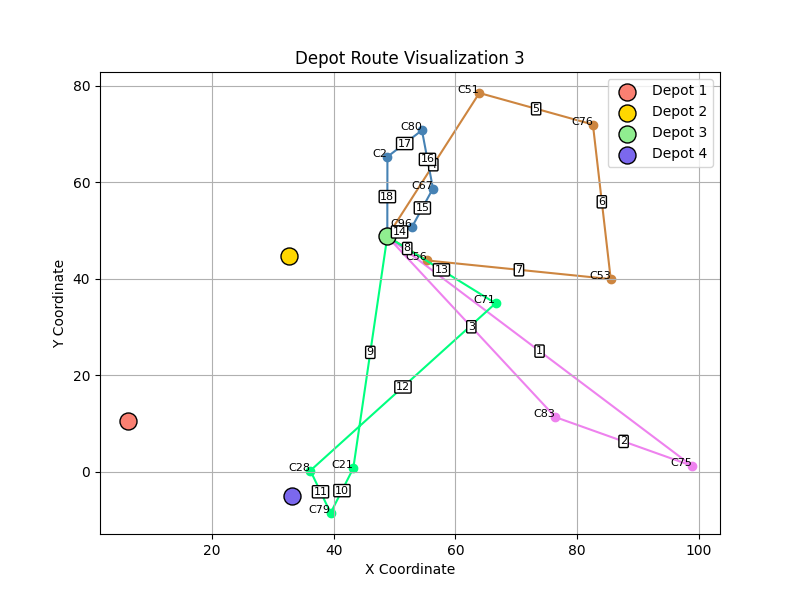 Depot Route Visualization 3
Depot 1
Depot 2
Depot 3
Depot 4
80
60
40
20
0
Y Coordinate
C51
5
C76
C80
17
16
C2
C67
18
6
15
C96
14
8
C56
13
7
C53
C71
3
9
1
12
C83
2
C75
C28
C21
11
10
C79
20
40
60
80
100
X Coordinate